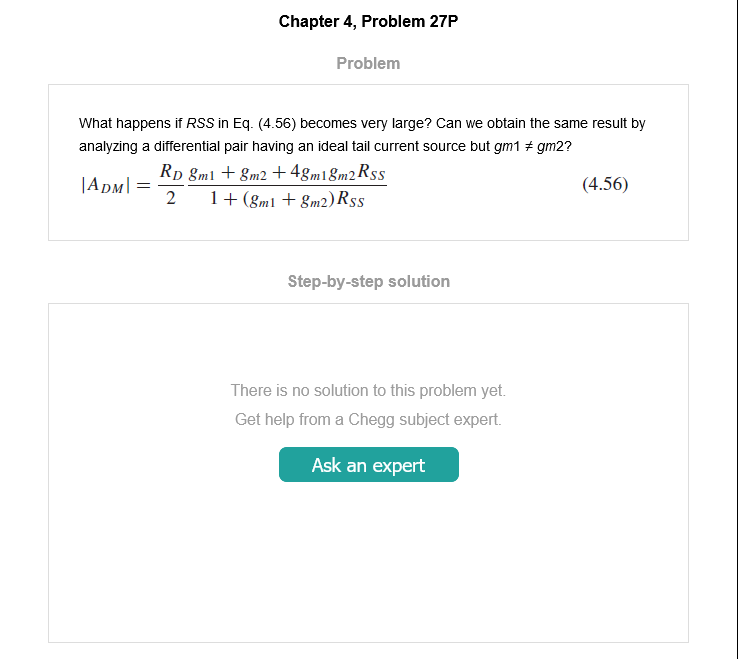 Chapter 4, Problem 27P
Problem
What happens if RSS in Eq. (4.56) becomes very large? Can we obtain the same result by
analyzing a differential pair having an ideal tail current source but gm1 ≠ gm2?
|A_{DM}| = \frac{R_D}{2} \frac{g_{m1} + g_{m2} + 4g_{m1}g_{m2}R_{SS}}{1 + (g_{m1} + g_{m2})R_{SS}} (4.56)
Step-by-step solution
There is no solution to this problem yet.
Get help from a Chegg subject expert.
Ask an expert